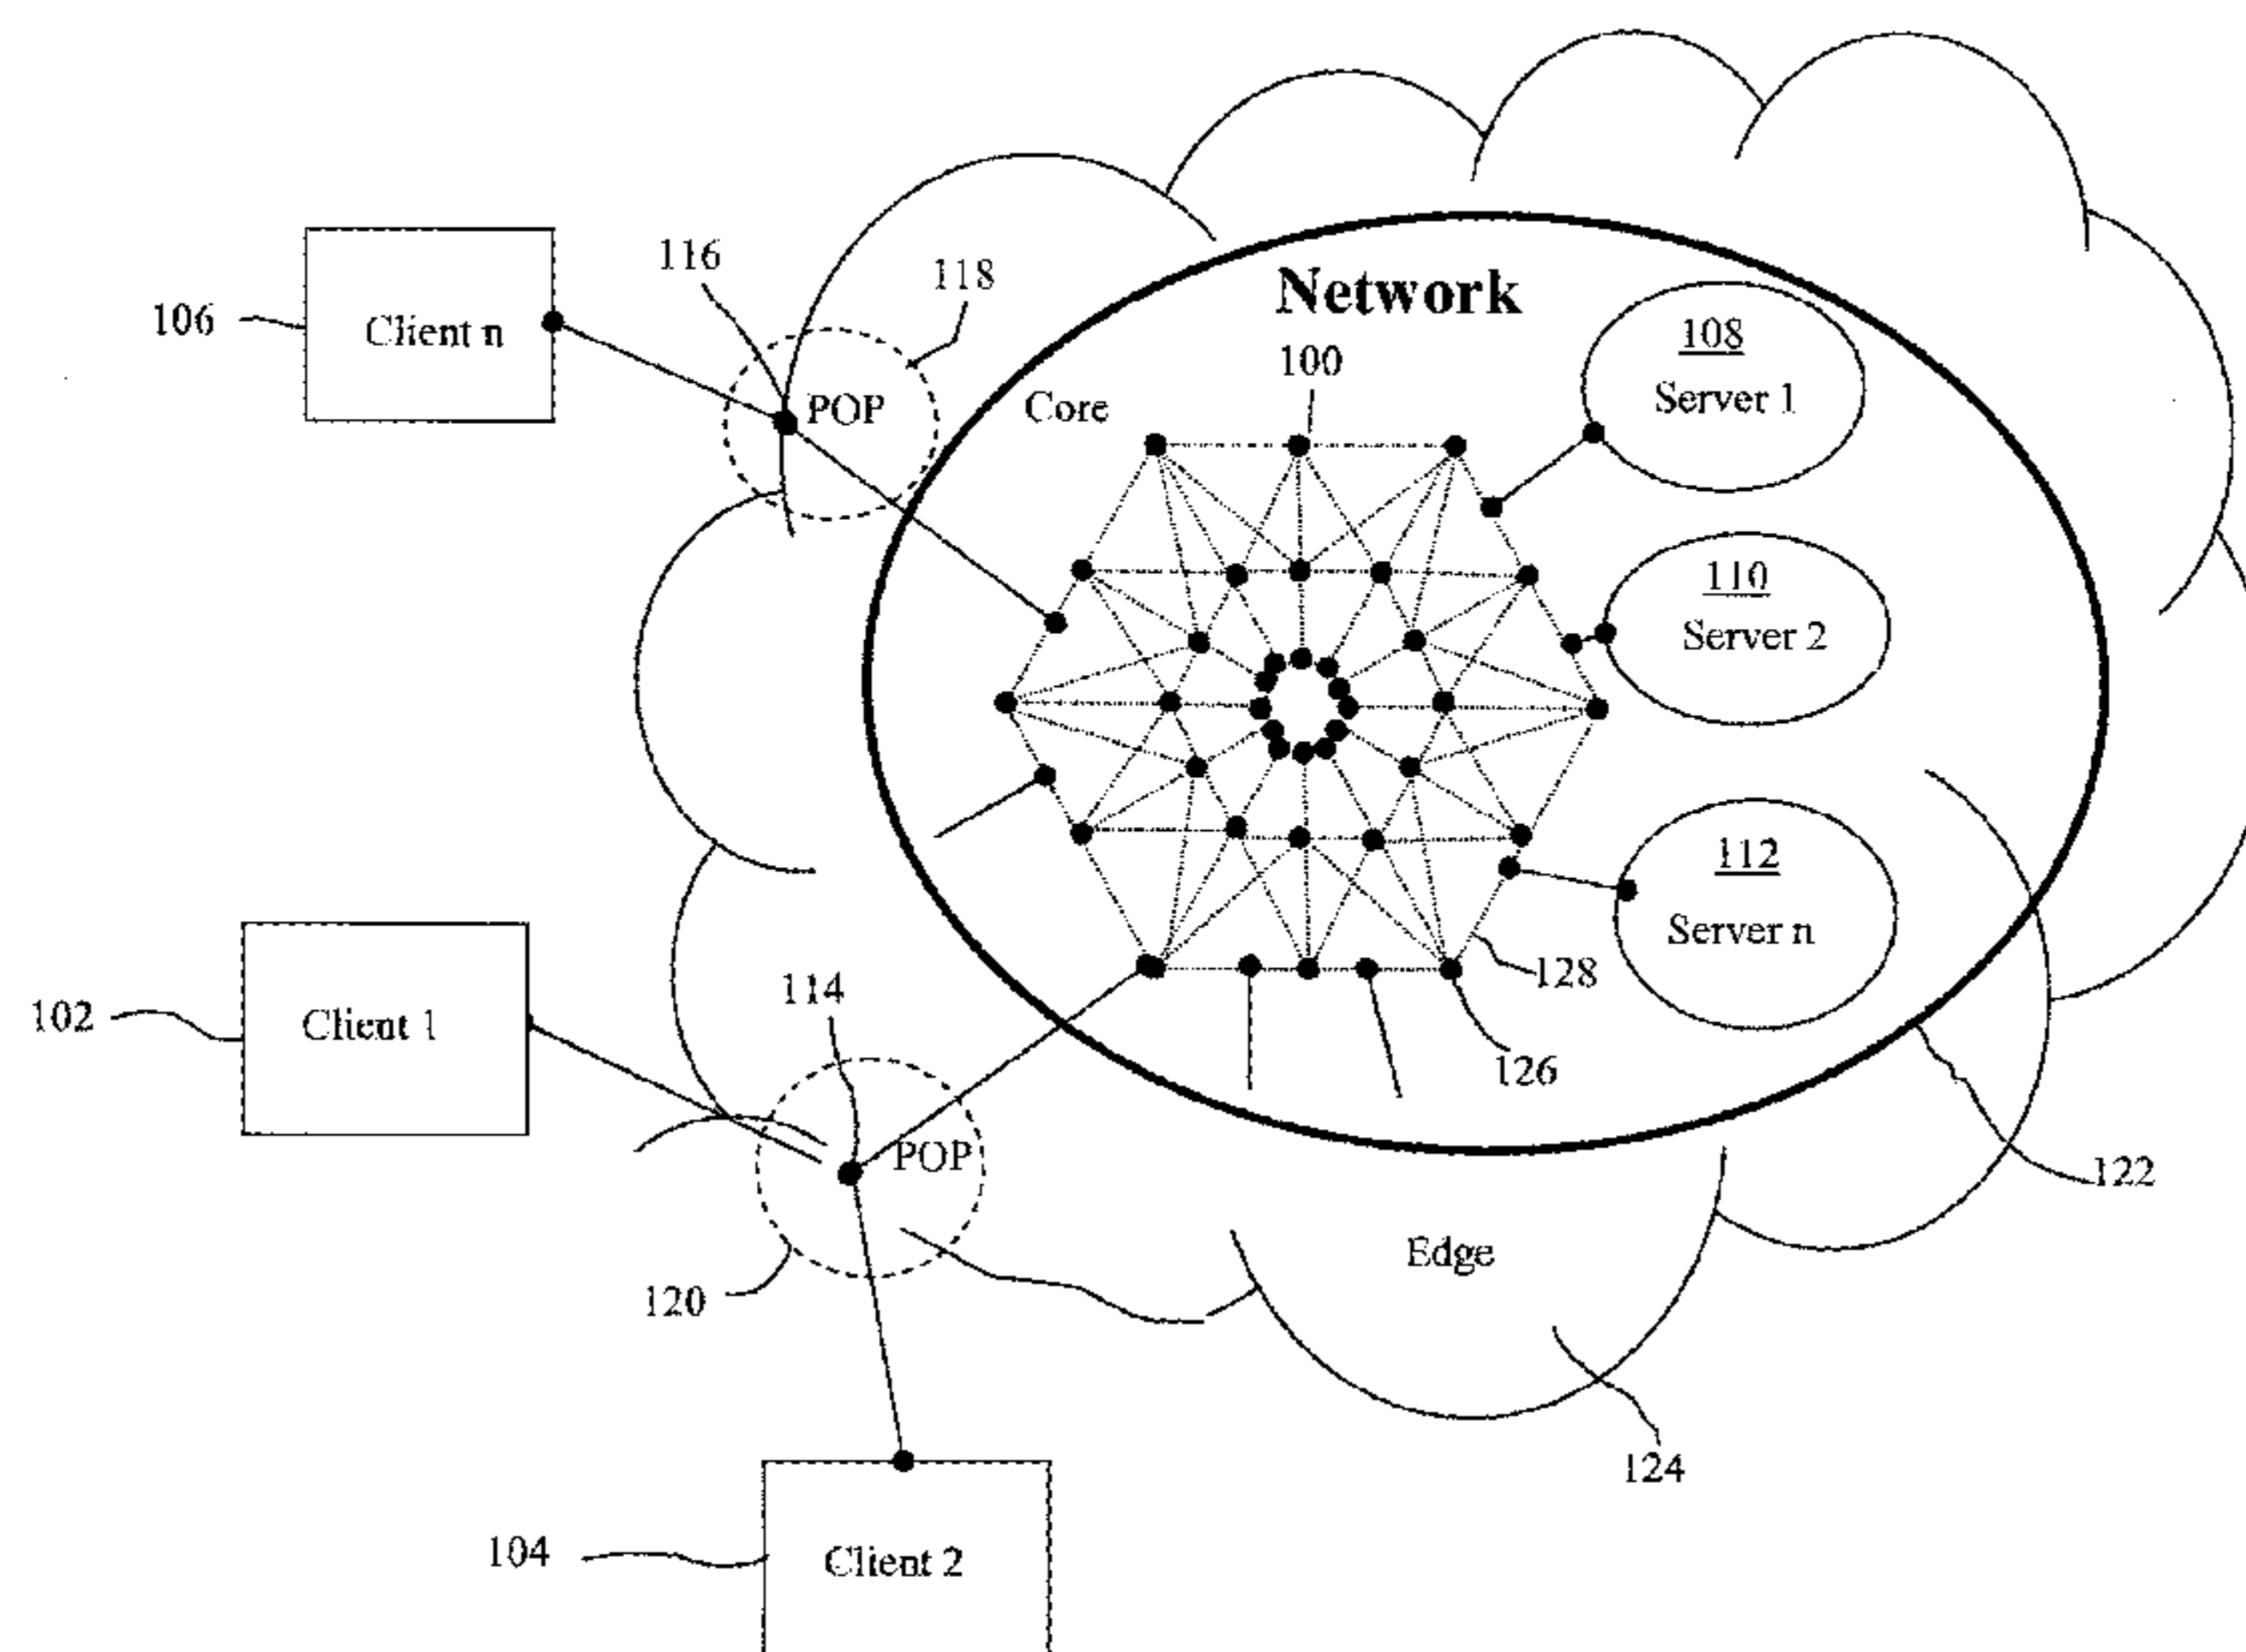 116
118
Network
106
Client n
108
Server 1
POP
Core
100
110
Server 2
112
Server n
102
Client 1
114
128
126
POP
122
120
Edge
124
104
Client 2